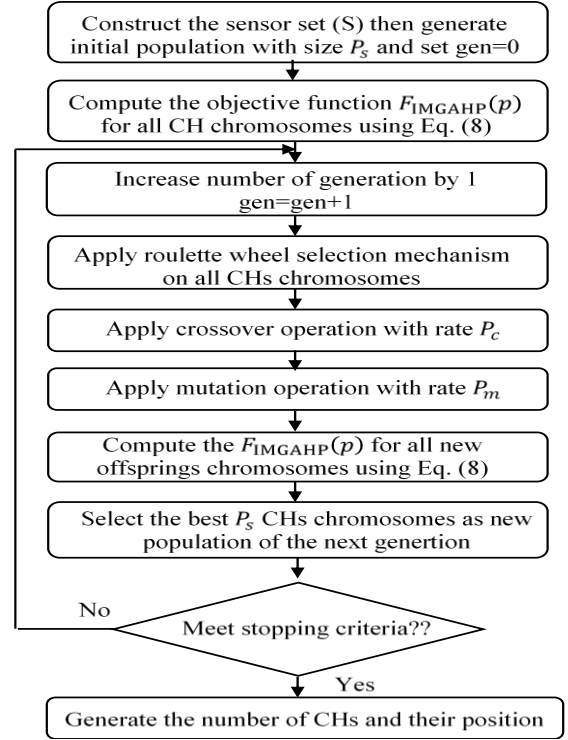 Construct the sensor set (S) then generate
initial population with size Pₛ and set gen=0
Compute the objective function F_IMGAHP(p)
for all CH chromosomes using Eq. (8)
Increase number of generation by 1
gen=gen+1
Apply roulette wheel selection mechanism
on all CHs chromosomes
Apply crossover operation with rate P_c
Apply mutation operation with rate P_m
Compute the F_IMGAHP(p) for all new
offsprings chromosomes using Eq. (8)
Select the best Pₛ CHs chromosomes as new
population of the next genertion
No
Meet stopping criteria??
Yes
Generate the number of CHs and their position